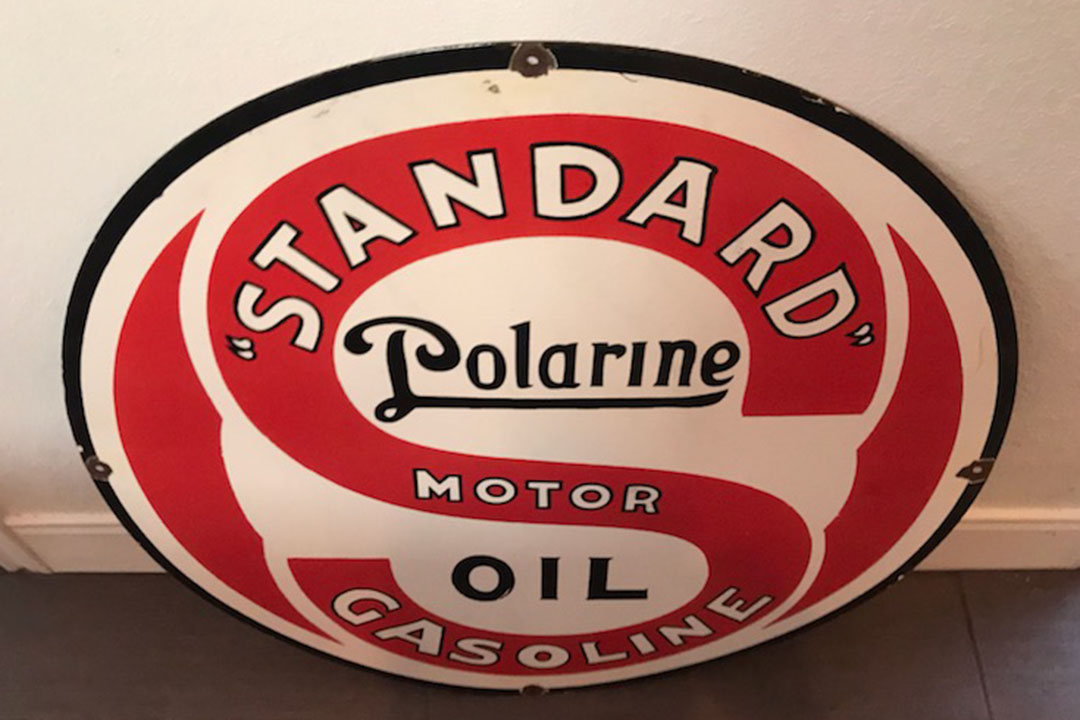 "STANDARD"
Polarine
MOTOR
OIL
GASOLINE